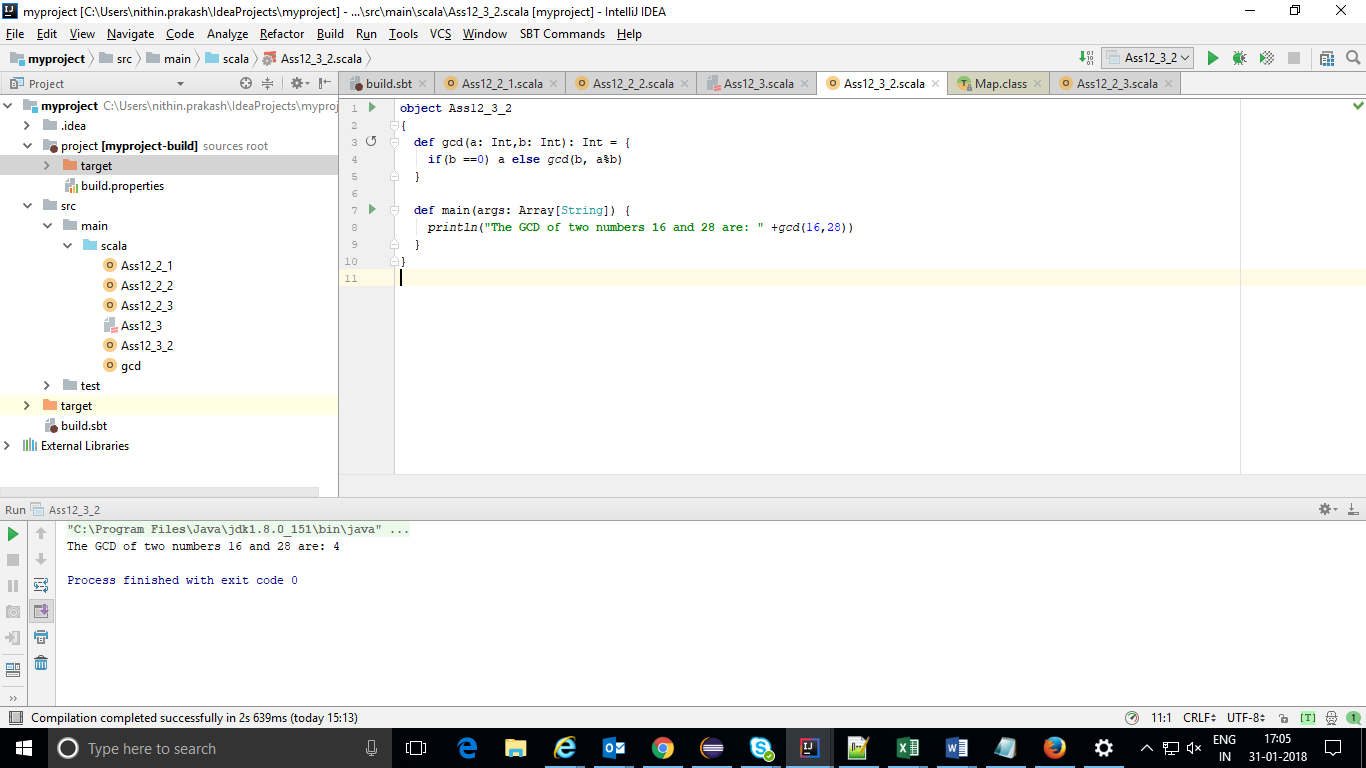 myproject [C:\Users\nithin.prakash\IdeaProjects\myproject] - ...\src\main\scala\Ass12_3_2.scala [myproject] - IntelliJ IDEA
File Edit View Navigate Code Analyze Refactor Build Run Tools VCS Window SBT Commands Help
myproject src main scala Ass12_3_2.scala
Ass12_3_2
Project
build.sbt Ass12_2_1.scala Ass12_2_2.scala Ass12_3.scala Ass12_3_2.scala Map.class Ass12_2_3.scala
myproject C:\Users\nithin.prakash\IdeaProjects\myproj
.idea
project [myproject-build] sources root
target
build.properties
src
main
scala
Ass12_2_1
Ass12_2_2
Ass12_2_3
Ass12_3
Ass12_3_2
gcd
test
target
build.sbt
External Libraries
1 object Ass12_3_2
2 {
3 def gcd(a: Int,b: Int): Int = {
4 if(b ==0) a else gcd(b, a%b)
5 }
6
7 def main(args: Array[String]) {
8 println("The GCD of two numbers 16 and 28 are: " +gcd(16,28))
9 }
10 }
11
Run Ass12_3_2
"C:\Program Files\Java\jdk1.8.0_151\bin\java" ...
The GCD of two numbers 16 and 28 are: 4
Process finished with exit code 0
Compilation completed successfully in 2s 639ms (today 15:13)
11:1 CRLF UTF-8 [T] 1
Type here to search
ENG
IN
17:05
31-01-2018